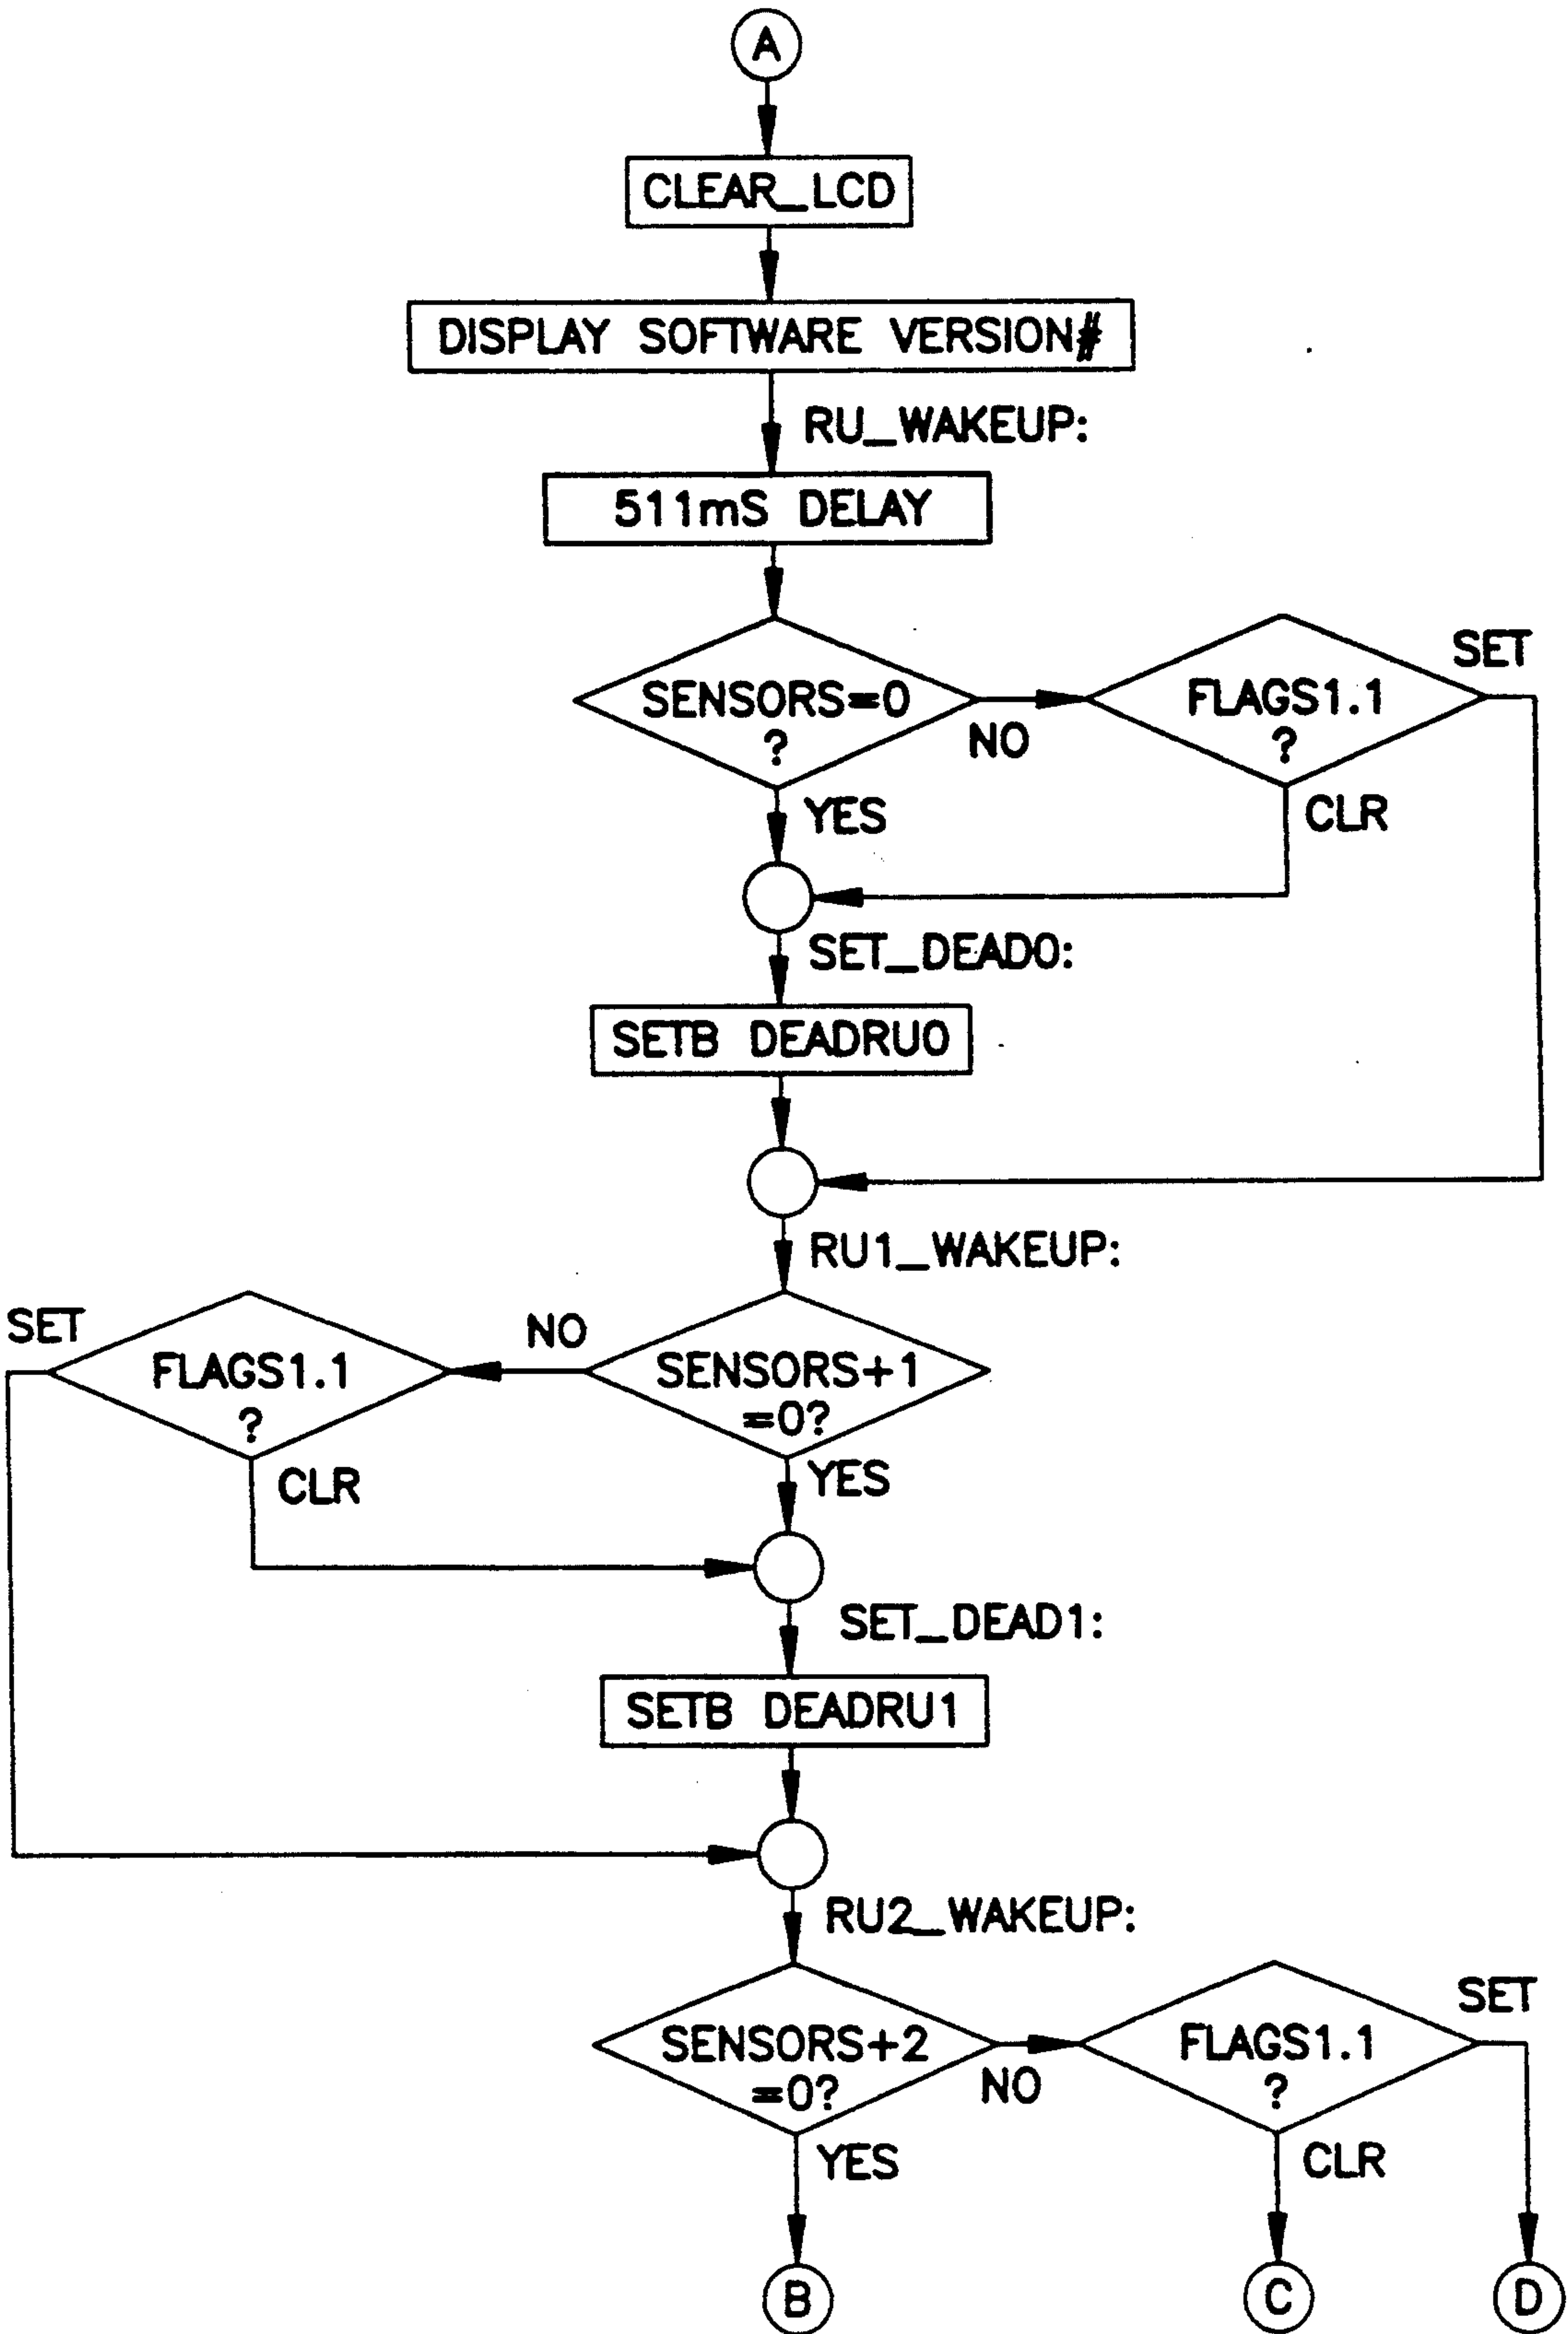 A
CLEAR_LCD
DISPLAY SOFTWARE VERSION#
RU_WAKEUP:
511mS DELAY
SENSORS=0
?
NO
YES
FLAGS1.1
?
SET
CLR
SET_DEAD0:
SETB DEADRU0
RU1_WAKEUP:
SENSORS+1
=0?
NO
YES
FLAGS1.1
?
SET
CLR
SET_DEAD1:
SETB DEADRU1
RU2_WAKEUP:
SENSORS+2
=0?
NO
YES
FLAGS1.1
?
SET
CLR
B
C
D